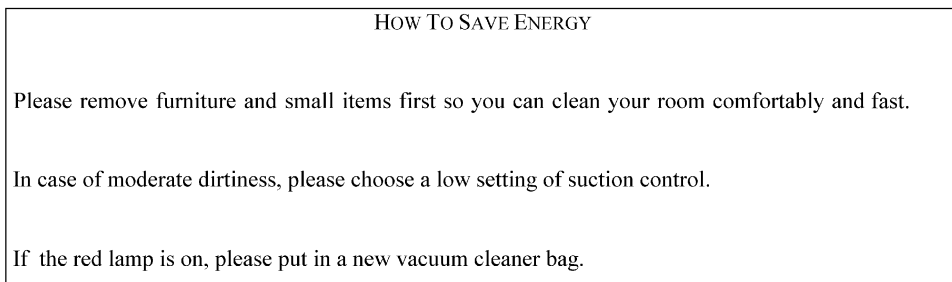 HOW TO SAVE ENERGY
Please remove furniture and small items first so you can clean your room comfortably and fast.
In case of moderate dirtiness, please choose a low setting of suction control.
If the red lamp is on, please put in a new vacuum cleaner bag.